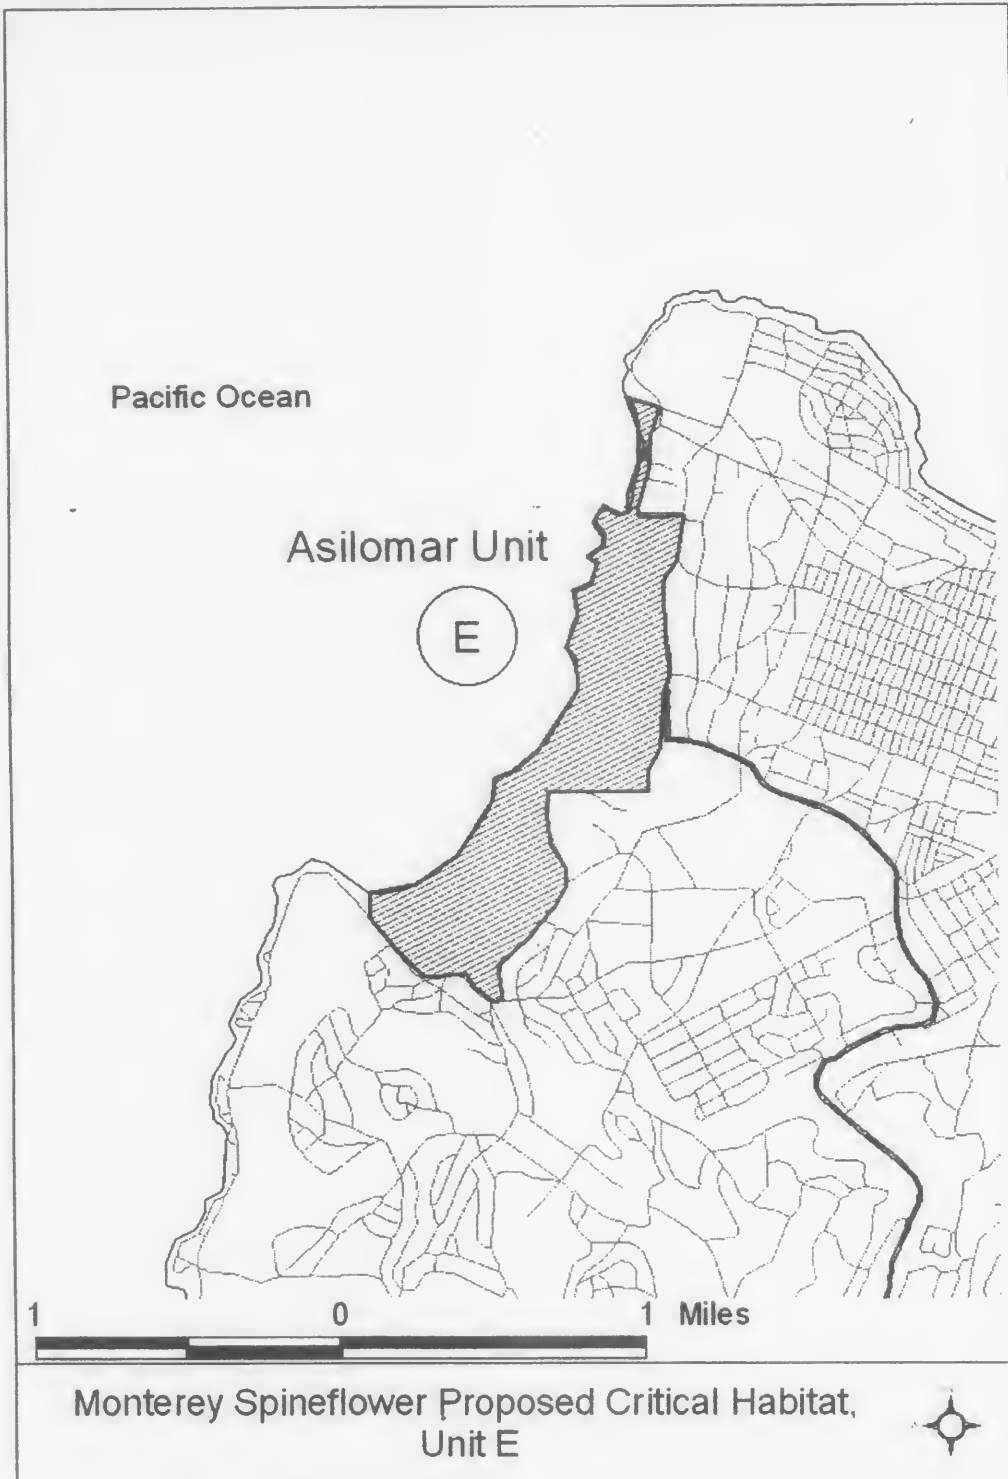 Pacific Ocean
Asilomar Unit
E
1 0 1 Miles
Monterey Spineflower Proposed Critical Habitat,
Unit E